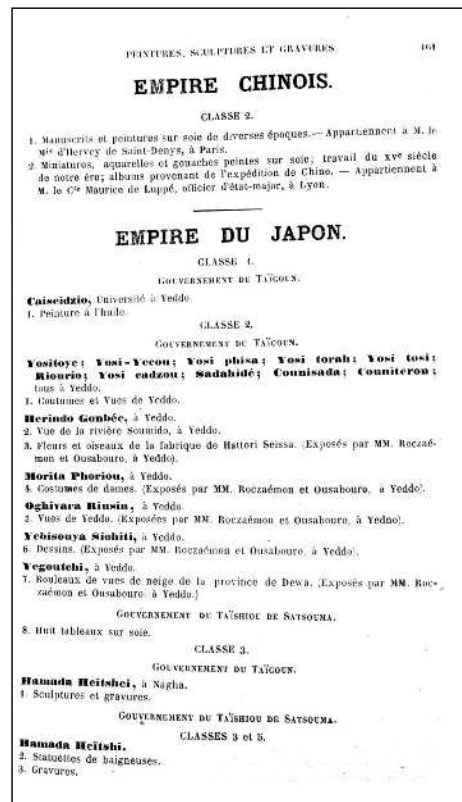 PEINTURES, SCULPTURES ET GRAVURES. 161
EMPIRE CHINOIS.
CLASSE 2.
1. Manuscrits et peintures sur soie de diverses époques. — Appartiennent à M. le
Mis d'Hervey de Saint-Denys, à Paris.
2. Miniatures, aquarelles et gouaches peintes sur soie; travail du XVe siècle
de notre ère; albums provenant de l'expédition de Chine. — Appartiennent à
M. le Cte Maurice de Luppé, officier d'état-major, à Lyon.
EMPIRE DU JAPON.
CLASSE 1.
GOUVERNEMENT DU TAÏCOUN.
Caiseidzio, Université à Yeddo.
1. Peinture à l'huile.
CLASSE 2.
GOUVERNEMENT DU TAÏCOUN.
Yositoye; Yosi-Yecou; Yosi phisa; Yosi torah; Yosi tosi;
Riourio; Yosi cadzou; Sadahidé; Counisada; Couniteron;
tous à Yeddo.
1. Coutumes et Vues de Yeddo.
Herindo Gonbée, à Yeddo.
2. Vue de la rivière Soumido, à Yeddo.
3. Fleurs et oiseaux de la fabrique de Hattori Seissa. (Exposés par MM. Roczaé-
mon et Ousabouro, à Yeddo).
Morita Phoriou, à Yeddo.
4. Costumes de dames. (Exposés par MM. Roczaémon et Ousabouro, à Yeddo).
Oghivara Riusin, à Yeddo.
5. Vues de Yeddo. (Exposées par MM. Roczaémon et Ousabouro, à Yedno).
Yebisouya Siohiti, à Yeddo.
6. Dessins. (Exposés par MM. Roczaémon et Ousabouro, à Yeddo).
Yegoutchi, à Yeddo.
7. Rouleaux de vues de neige de la province de Dewa. (Exposés par MM. Roc-
zaémon et Ousabouro, à Yeddo.)
GOUVERNEMENT DU TAÏSHIOU DE SATSOUMA.
8. Huit tableaux sur soie.
CLASSE 3.
GOUVERNEMENT DU TAÏCOUN.
Hamada Heitshei, à Nagha.
1. Sculptures et gravures.
GOUVERNEMENT DU TAÏSHIOU DE SATSOUMA.
CLASSES 3 et 5.
Hamada Heïtshi.
2. Statuettes de baigneuses.
3. Gravures.